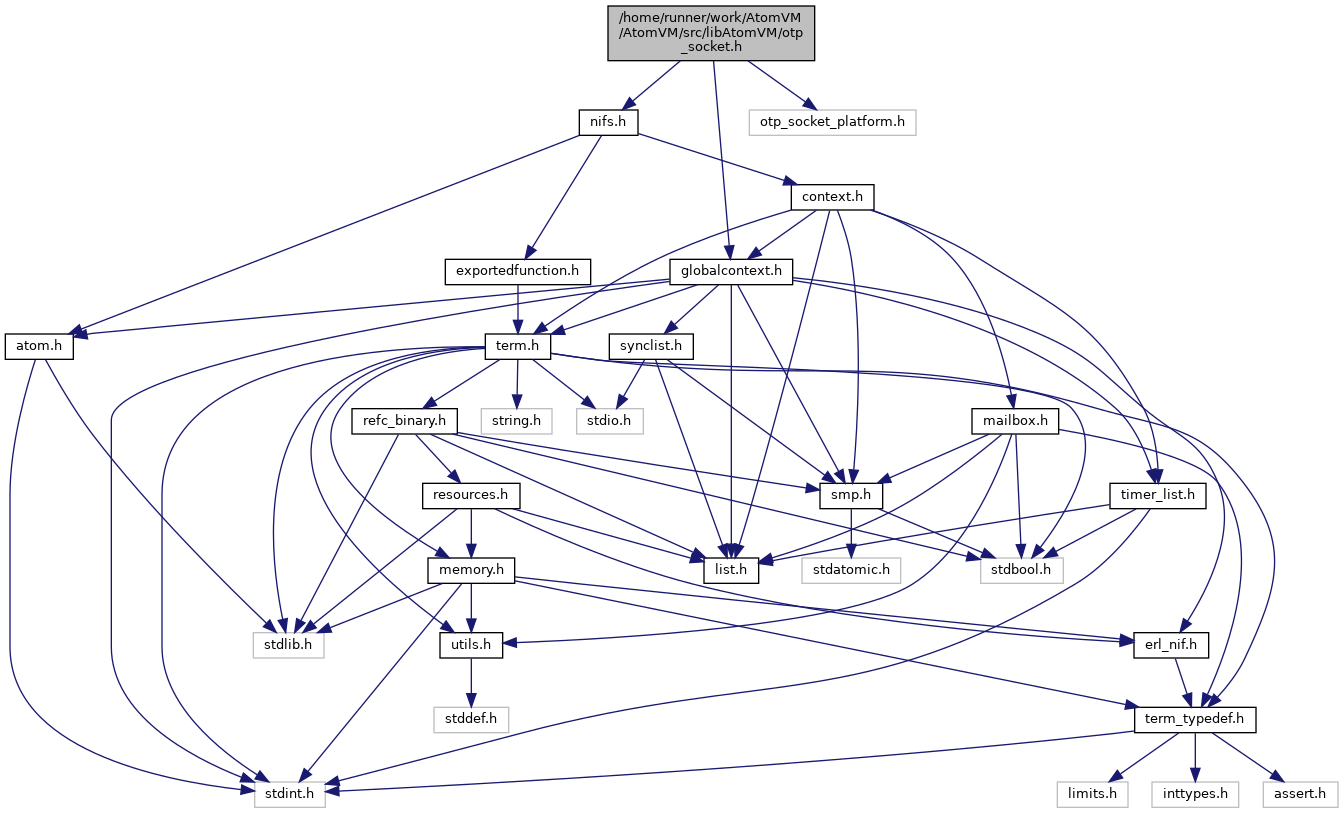 /home/runner/work/AtomVM
/AtomVM/src/libAtomVM/otp
_socket.h
nifs.h
otp_socket_platform.h
context.h
exportedfunction.h
globalcontext.h
atom.h
term.h
synclist.h
refc_binary.h
string.h
stdio.h
mailbox.h
resources.h
smp.h
timer_list.h
memory.h
list.h
stdatomic.h
stdbool.h
stdlib.h
utils.h
erl_nif.h
stddef.h
term_typedef.h
stdint.h
limits.h
inttypes.h
assert.h